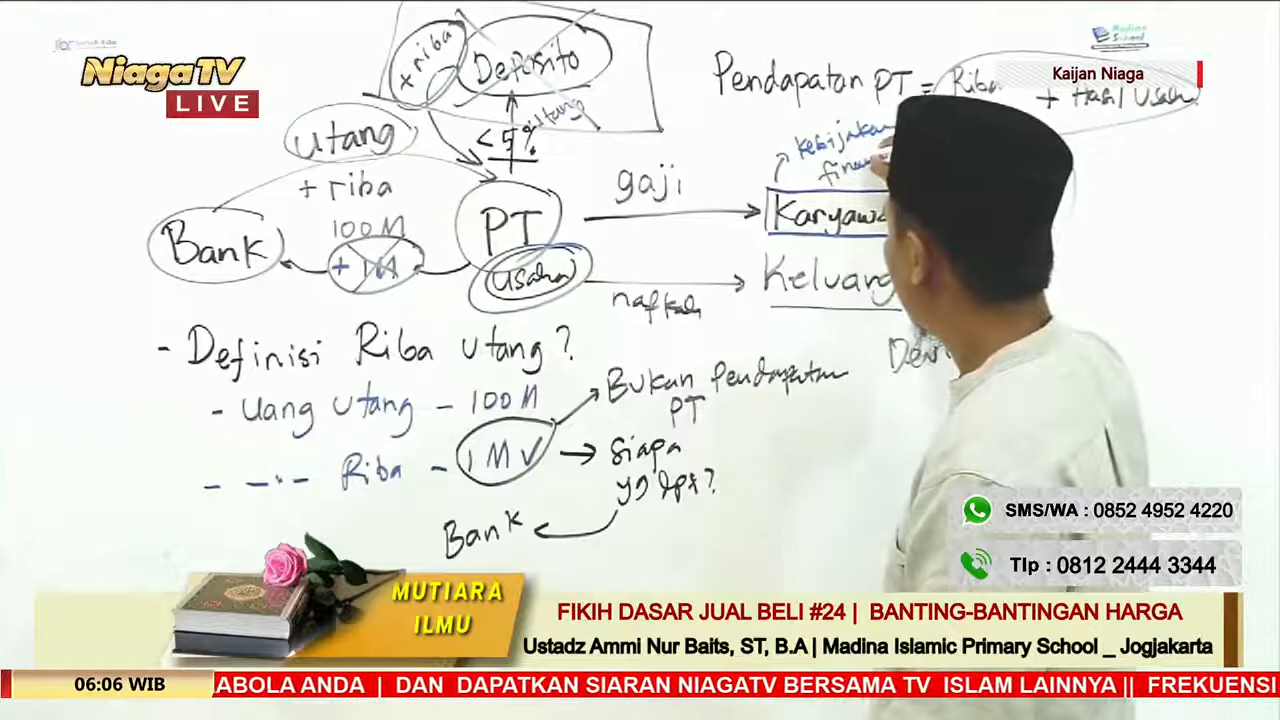 NiagaTV
LIVE
Madina
School
Kaijan Niaga
+ riba
Deposito
Pendapatan PT = Riba
+ Hasil Usaha
utang
< 5%
kebijakan
+ riba
100 M
gaji
Bank
PT
usaha
nafkah
- Definisi Riba utang?
- Uang utang - 100 M
Bukan pendapatan
PT
Riba - 1 M
Siapa
yg dpt?
Bank
SMS/WA : 0852 4952 4220
Tlp : 0812 2444 3344
MUTIARA
ILMU
FIKIH DASAR JUAL BELI #24 | BANTING-BANTINGAN HARGA
Ustadz Ammi Nur Baits, ST, B.A | Madina Islamic Primary School _ Jogjakarta
06:06 WIB
ABOLA ANDA | DAN DAPATKAN SIARAN NIAGATV BERSAMA TV ISLAM LAINNYA || FREKUENSI